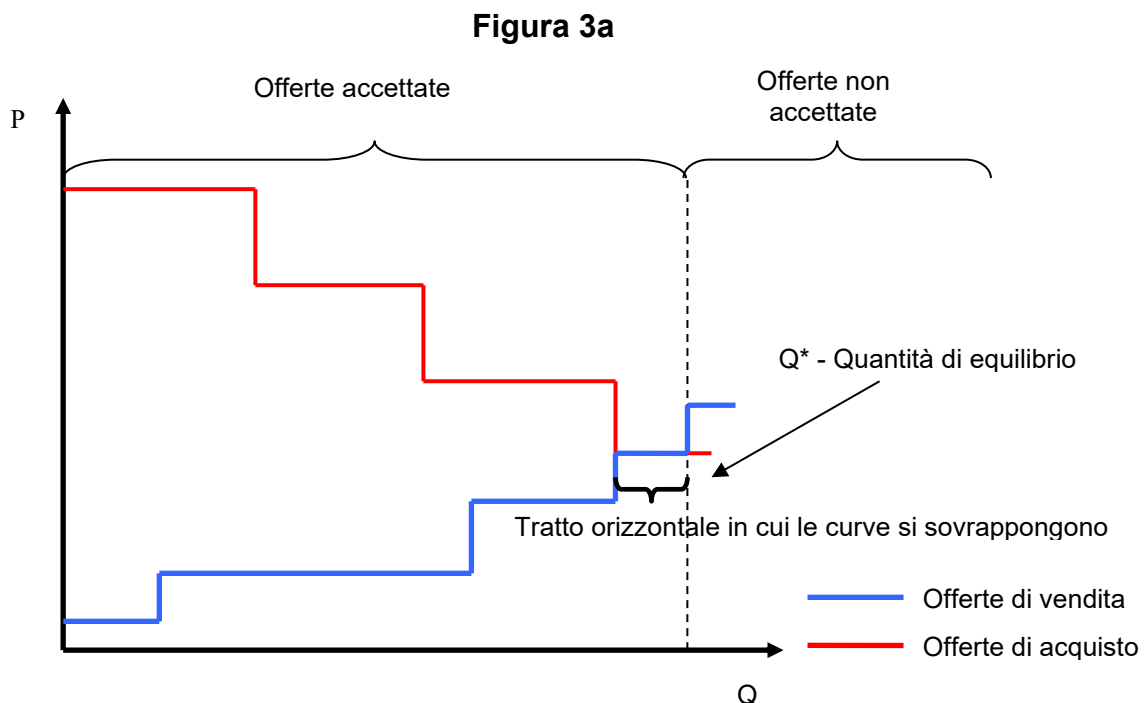 Figura 3a
Offerte accettate
Offerte non
accettate
P
Q* - Quantità di equilibrio
Tratto orizzontale in cui le curve si sovrappongono
Offerte di vendita
Offerte di acquisto
Q